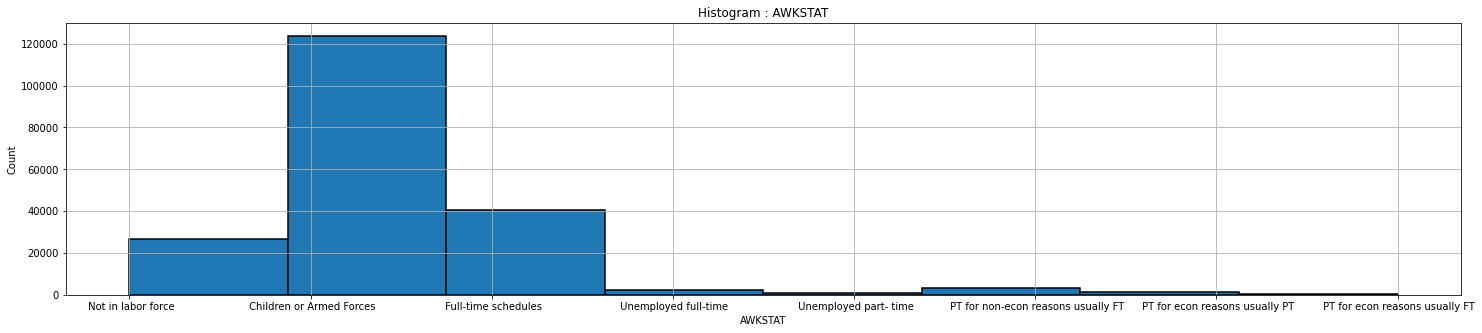 Histogram : AWKSTAT
120000
100000
80000
60000
40000
20000
0
Count
Not in labor force Children or Armed Forces Full-time schedules Unemployed full-time Unemployed part- time PT for non-econ reasons usually FT PT for econ reasons usually PT PT for econ reasons usually FT
AWKSTAT